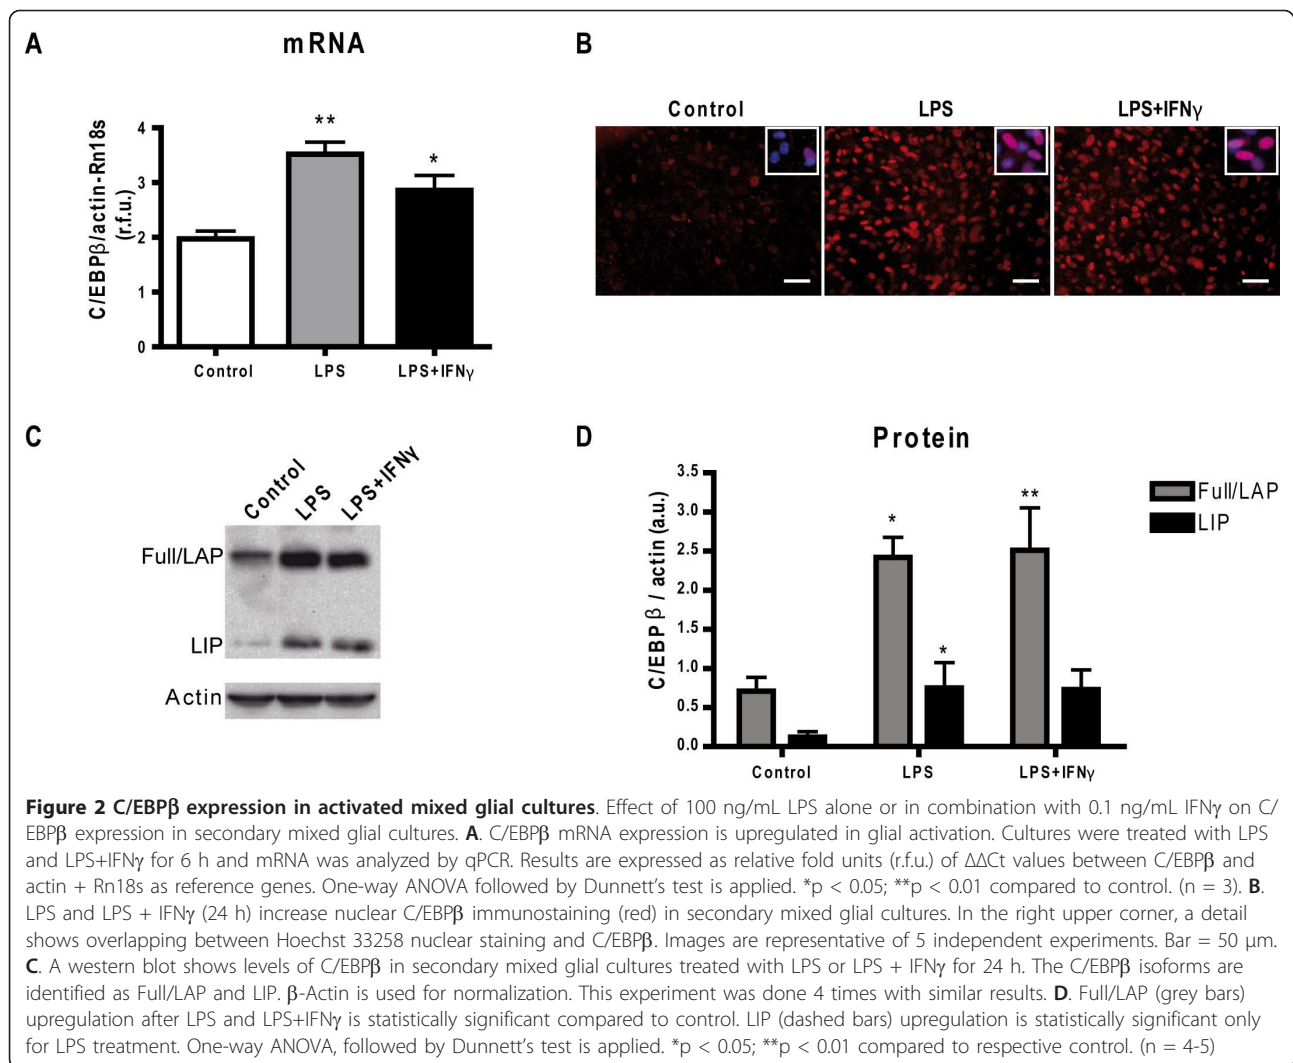 A
mRNA
C/EBPβ/actin-Rn18s
(r.f.u.)
4
3
2
1
0
**
*
Control
LPS
LPS+IFNγ
B
Control
LPS
LPS+IFNγ
C
Control
LPS
LPS+IFNγ
Full/LAP
LIP
Actin
D
Protein
C/EBP β / actin (a.u.)
3.5
3.0
2.5
2.0
1.5
1.0
0.5
0.0
*
*
**
Control
LPS
LPS+IFNγ
Full/LAP
LIP
Figure 2 C/EBPβ expression in activated mixed glial cultures. Effect of 100 ng/mL LPS alone or in combination with 0.1 ng/mL IFNγ on C/
EBPβ expression in secondary mixed glial cultures. A. C/EBPβ mRNA expression is upregulated in glial activation. Cultures were treated with LPS
and LPS+IFNγ for 6 h and mRNA was analyzed by qPCR. Results are expressed as relative fold units (r.f.u.) of ΔΔCt values between C/EBPβ and
actin + Rn18s as reference genes. One-way ANOVA followed by Dunnett's test is applied. *p < 0.05; **p < 0.01 compared to control. (n = 3). B.
LPS and LPS + IFNγ (24 h) increase nuclear C/EBPβ immunostaining (red) in secondary mixed glial cultures. In the right upper corner, a detail
shows overlapping between Hoechst 33258 nuclear staining and C/EBPβ. Images are representative of 5 independent experiments. Bar = 50 μm.
C. A western blot shows levels of C/EBPβ in secondary mixed glial cultures treated with LPS or LPS + IFNγ for 24 h. The C/EBPβ isoforms are
identified as Full/LAP and LIP. β-Actin is used for normalization. This experiment was done 4 times with similar results. D. Full/LAP (grey bars)
upregulation after LPS and LPS+IFNγ is statistically significant compared to control. LIP (dashed bars) upregulation is statistically significant only
for LPS treatment. One-way ANOVA, followed by Dunnett's test is applied. *p < 0.05; **p < 0.01 compared to respective control. (n = 4-5)